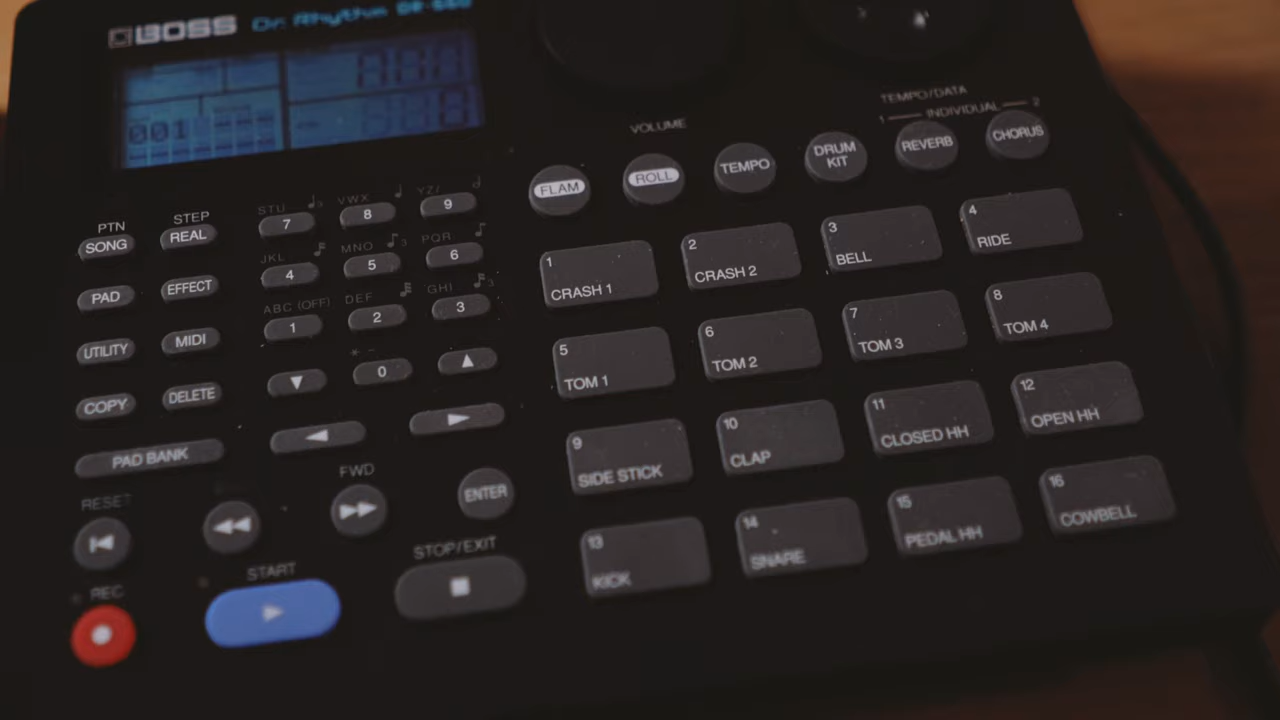 BOSS Dr. Rhythm DR-660
001
VOLUME
TEMPO/DATA
1 INDIVIDUAL 2
FLAM
ROLL
TEMPO
DRUM KIT
REVERB
CHORUS
PTN
STEP
SONG
REAL
PAD
EFFECT
UTILITY
MIDI
COPY
DELETE
PAD BANK
STU
VWX
YZ/
7
8
9
JKL
MNO
PQR
4
5
6
ABC (OFF)
DEF
GHI
1
2
3
0
RESET
FWD
ENTER
REC
START
STOP/EXIT
1 CRASH 1
2 CRASH 2
3 BELL
4 RIDE
5 TOM 1
6 TOM 2
7 TOM 3
8 TOM 4
9 SIDE STICK
10 CLAP
11 CLOSED HH
12 OPEN HH
13 KICK
14 SNARE
15 PEDAL HH
16 COWBELL